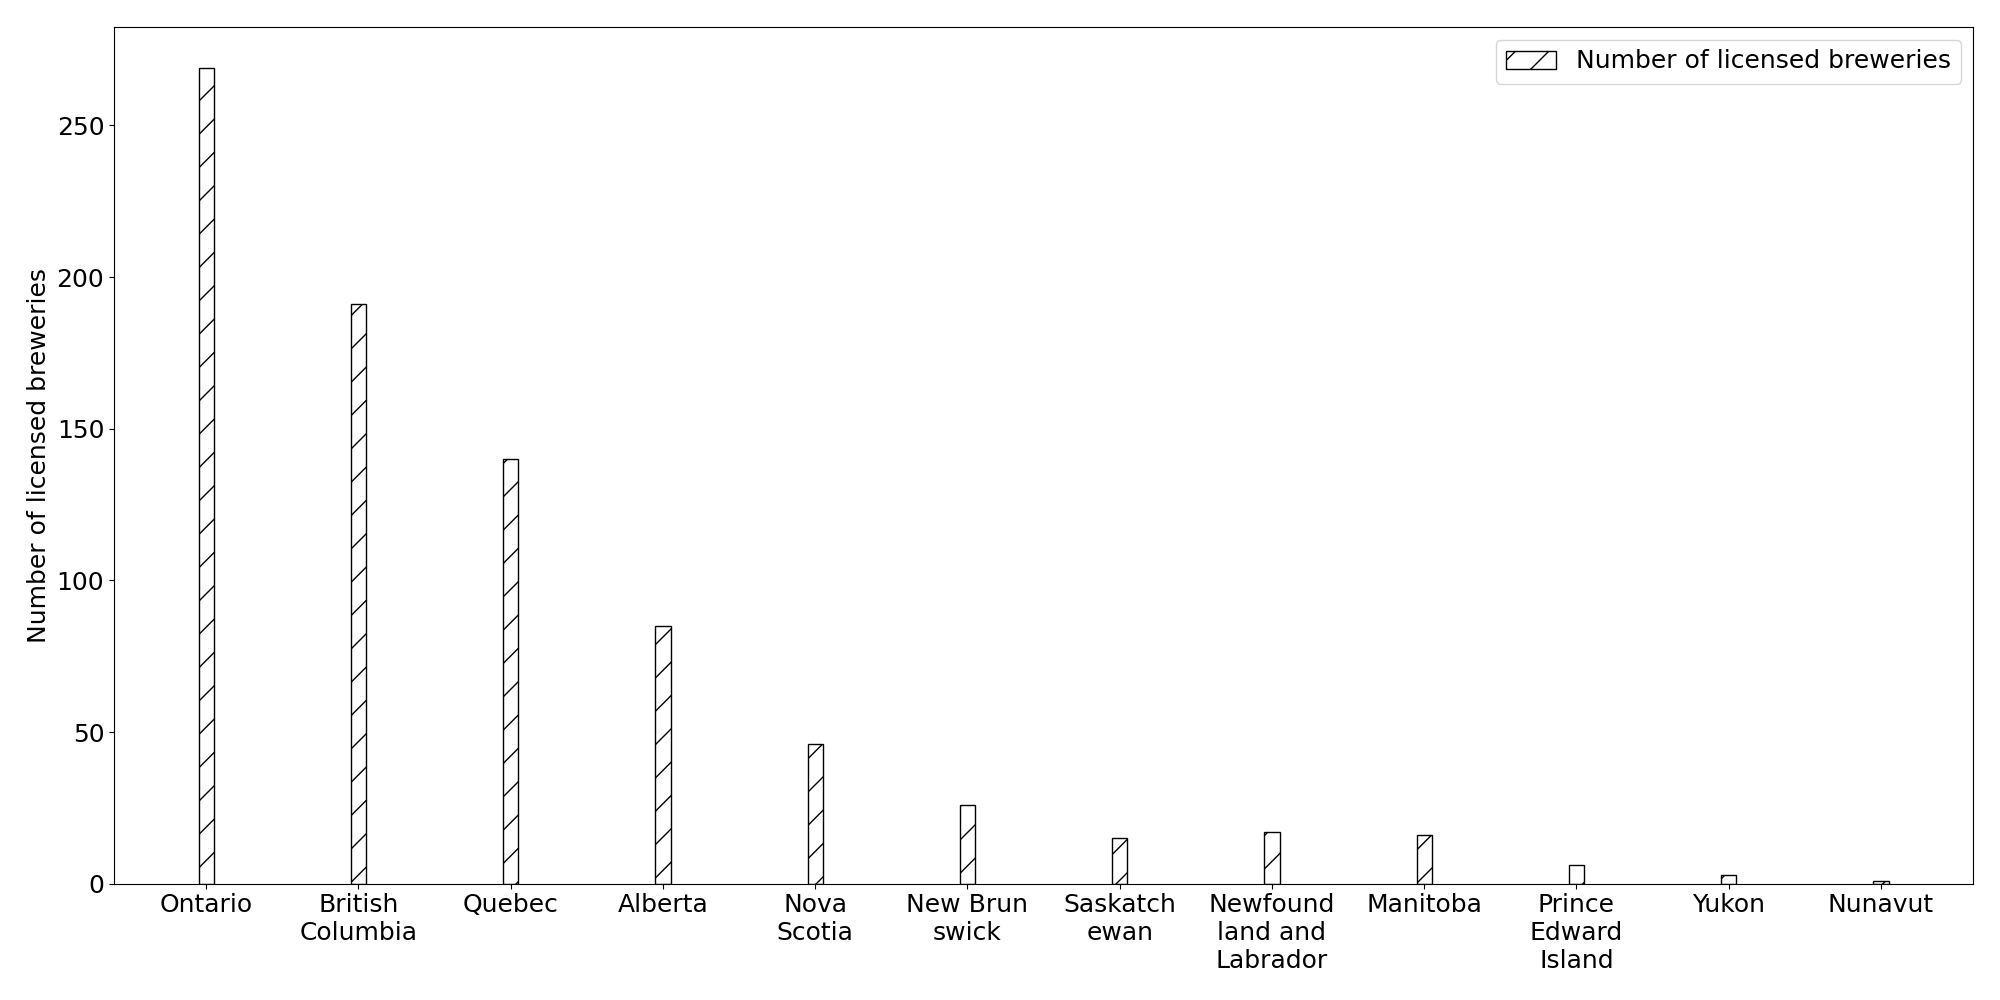 Number of licensed breweries
250
200
150
100
50
0
Number of licensed breweries
Ontario
British
Columbia
Quebec
Alberta
Nova
Scotia
New Brun
swick
Saskatch
ewan
Newfound
land and
Labrador
Manitoba
Prince
Edward
Island
Yukon
Nunavut